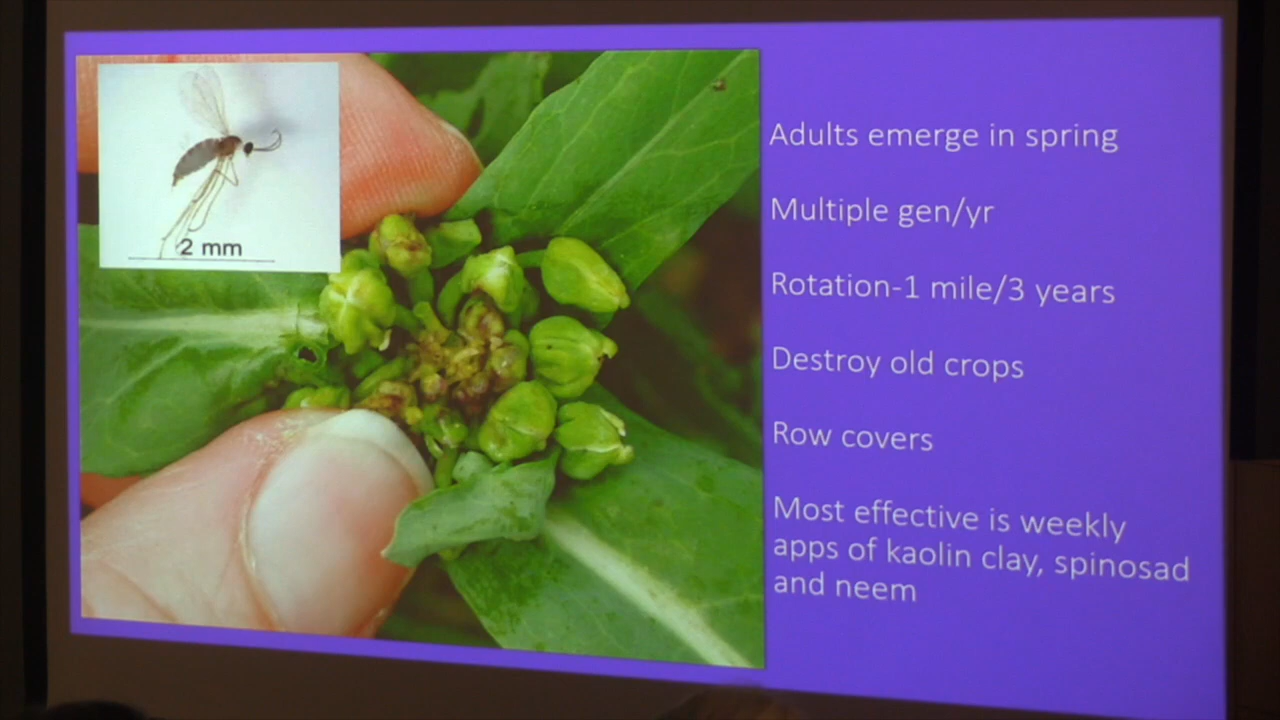 2 mm
Adults emerge in spring
Multiple gen/yr
Rotation-1 mile/3 years
Destroy old crops
Row covers
Most effective is weekly
apps of kaolin clay, spinosad
and neem